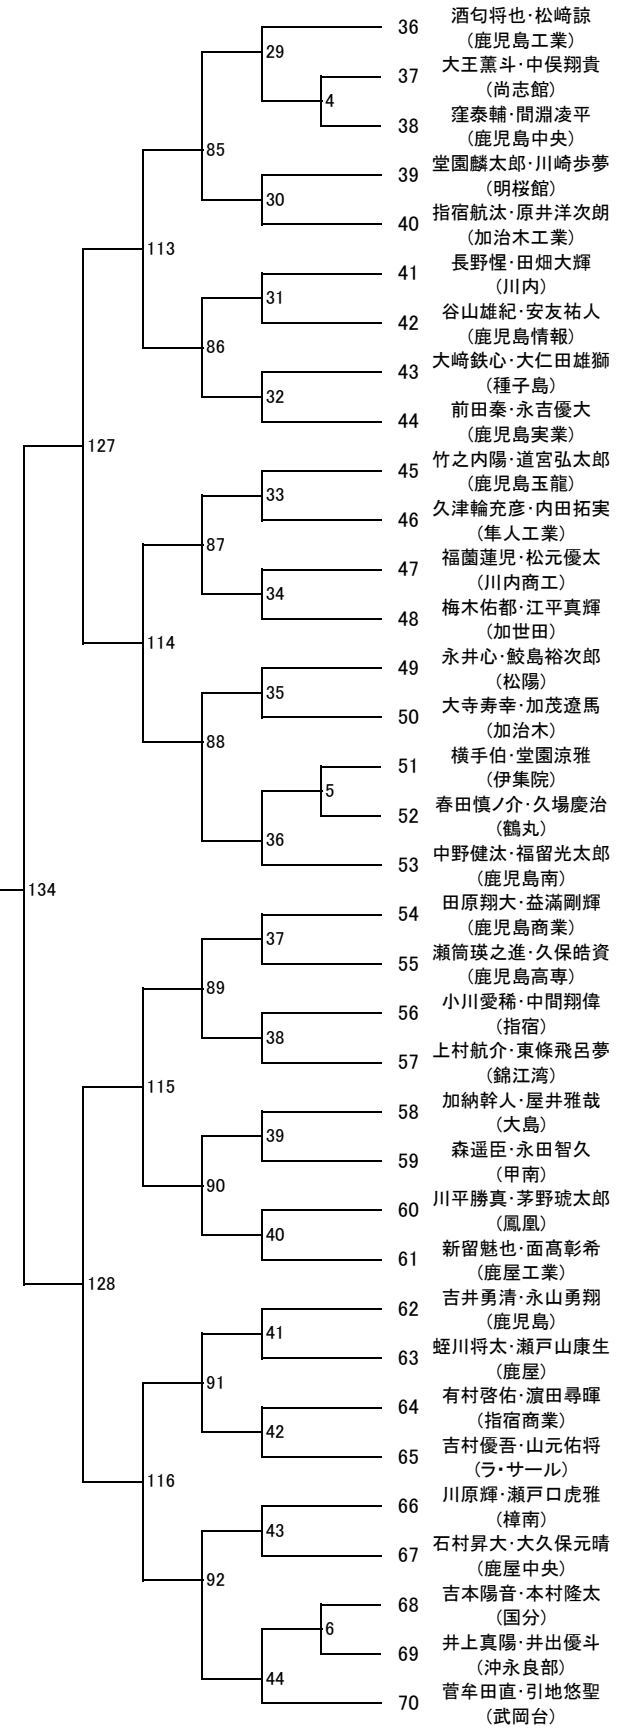 36 酒匂将也・松﨑諒
(鹿児島工業)
29
37 大王薫斗・中俣翔貴
(尚志館)
4
38 窪泰輔・間淵凌平
(鹿児島中央)
85
39 堂園麟太郎・川崎歩夢
(明桜館)
30
40 指宿航汰・原井洋次朗
(加治木工業)
113
41 長野惺・田畑大輝
(川内)
31
42 谷山雄紀・安友祐人
(鹿児島情報)
86
43 大﨑鉄心・大仁田雄獅
(種子島)
32
44 前田秦・永吉優大
(鹿児島実業)
127
45 竹之内陽・道宮弘太郎
(鹿児島玉龍)
33
46 久津輪充彦・内田拓実
(隼人工業)
87
47 福薗蓮児・松元優太
(川内商工)
34
48 梅木佑都・江平真輝
(加世田)
114
49 永井心・鮫島裕次郎
(松陽)
35
50 大寺寿幸・加茂遼馬
(加治木)
88
51 横手伯・堂園涼雅
(伊集院)
5
52 春田慎ノ介・久場慶治
(鶴丸)
36
53 中野健汰・福留光太郎
(鹿児島南)
134
54 田原翔大・益滿剛輝
(鹿児島商業)
37
55 瀬筒瑛之進・久保皓資
(鹿児島高専)
89
56 小川愛稀・中間翔偉
(指宿)
38
57 上村航介・東條飛呂夢
(錦江湾)
115
58 加納幹人・屋井雅哉
(大島)
39
59 森遥臣・永田智久
(甲南)
90
60 川平勝真・茅野琥太郎
(鳳凰)
40
61 新留魅也・面髙彰希
(鹿屋工業)
128
62 吉井勇清・永山勇翔
(鹿児島)
41
63 蛭川将太・瀬戸山康生
(鹿屋)
91
64 有村啓佑・濵田尋暉
(指宿商業)
42
65 吉村優吾・山元佑将
(ラ・サール)
116
66 川原輝・瀬戸口虎雅
(樟南)
43
67 石村昇大・大久保元晴
(鹿屋中央)
92
68 吉本陽音・本村隆太
(国分)
6
69 井上真陽・井出優斗
(沖永良部)
44
70 菅牟田直・引地悠聖
(武岡台)